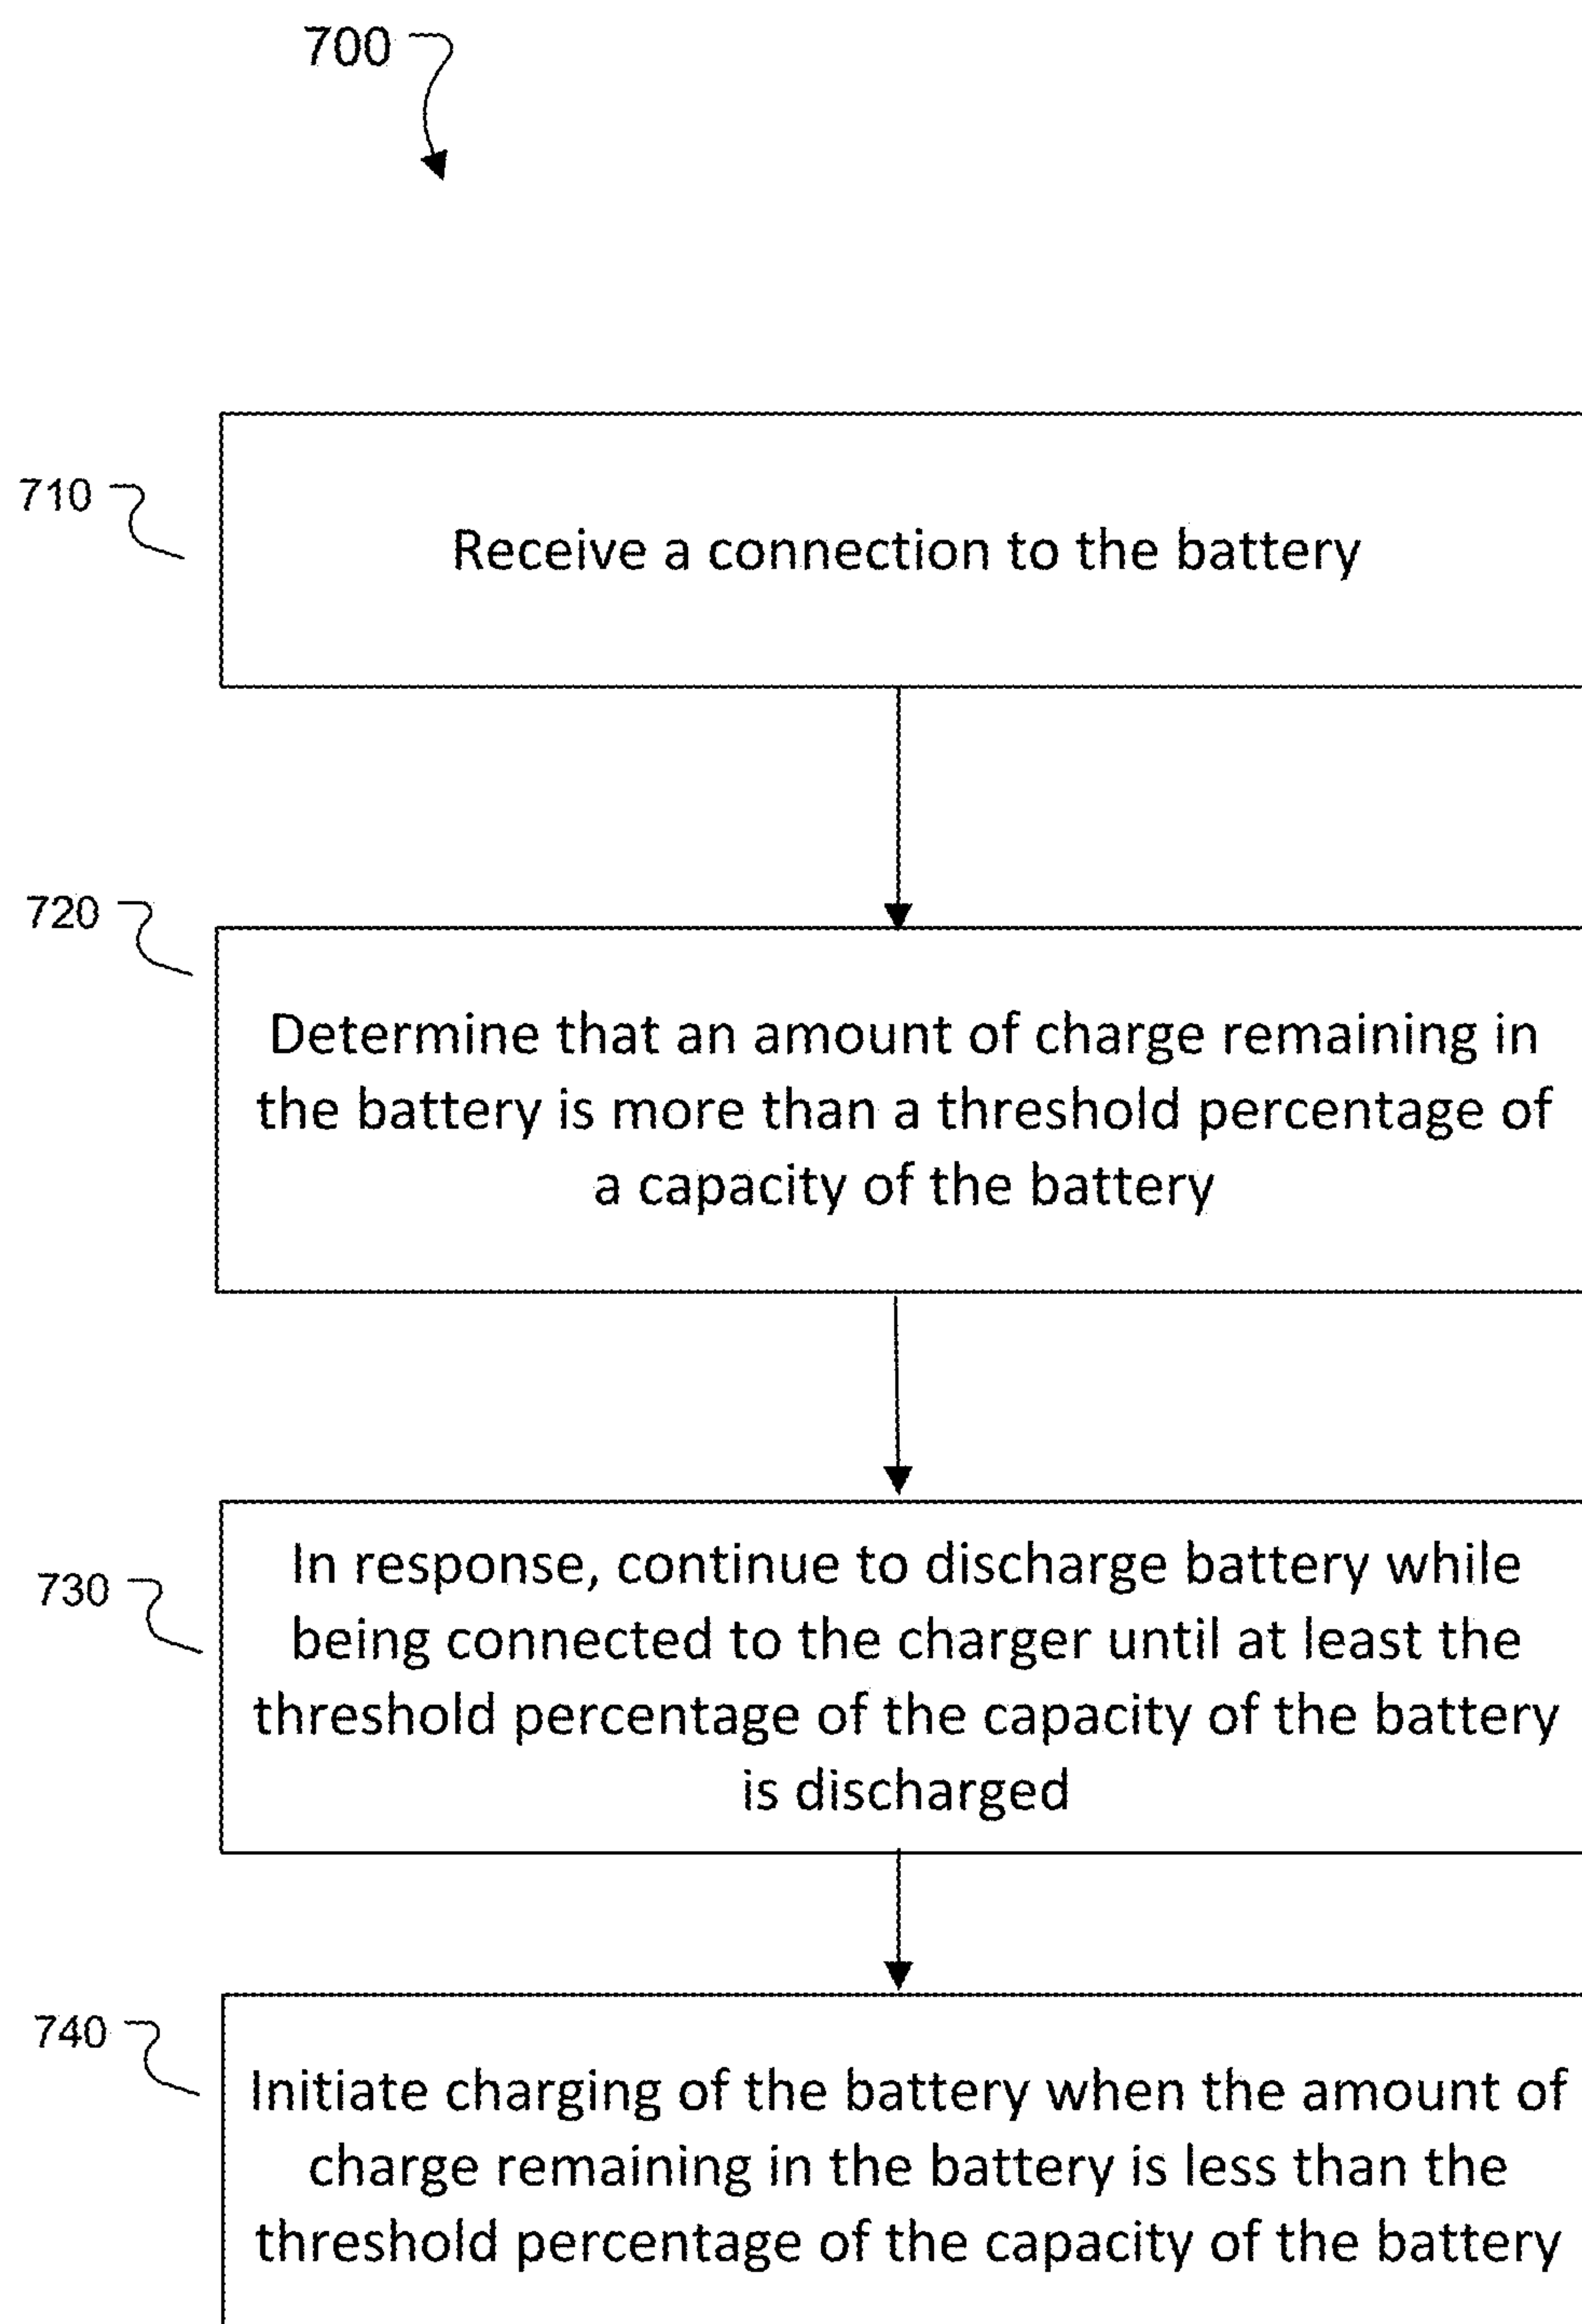 700
710
Receive a connection to the battery
720
Determine that an amount of charge remaining in
the battery is more than a threshold percentage of
a capacity of the battery
730
In response, continue to discharge battery while
being connected to the charger until at least the
threshold percentage of the capacity of the battery
is discharged
740
Initiate charging of the battery when the amount of
charge remaining in the battery is less than the
threshold percentage of the capacity of the battery